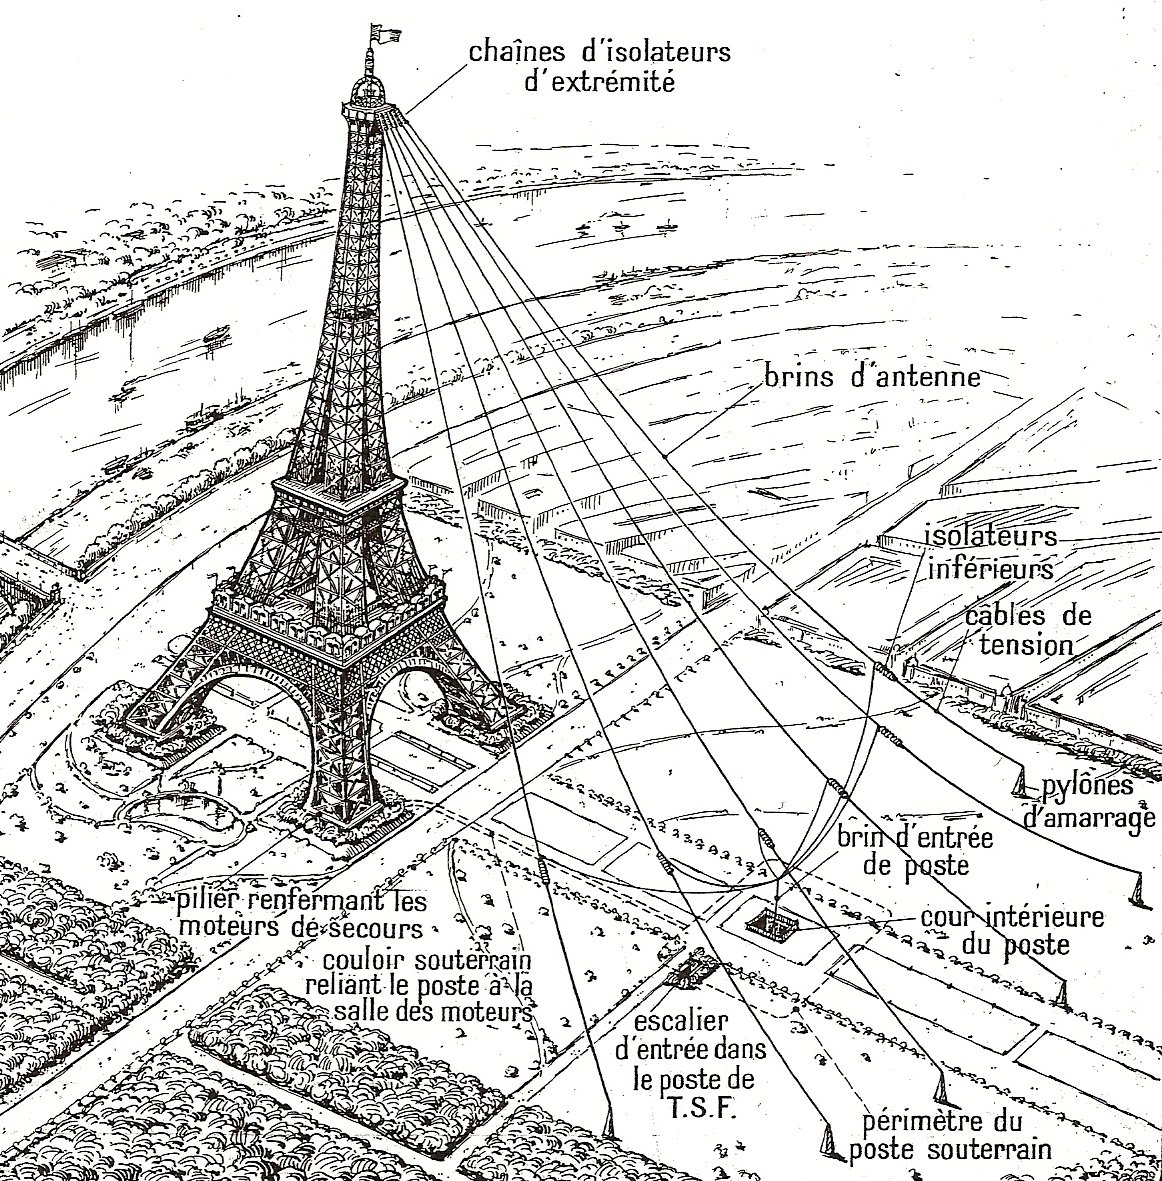 chaînes d'isolateurs
d'extrémité
brins d'antenne
isolateurs
inférieurs
câbles de
tension
pylônes
d'amarrage
brin d'entrée
de poste
cour intérieure
du poste
pilier renfermant les
moteurs de secours
couloir souterrain
reliant le poste à la
salle des moteurs
escalier
d'entrée dans
le poste de
T.S.F.
périmètre du
poste souterrain